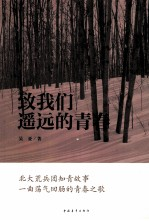 致我们
遥远的青春
北大荒兵团知青故事
一曲荡气回肠的青春之歌
中国青年出版社